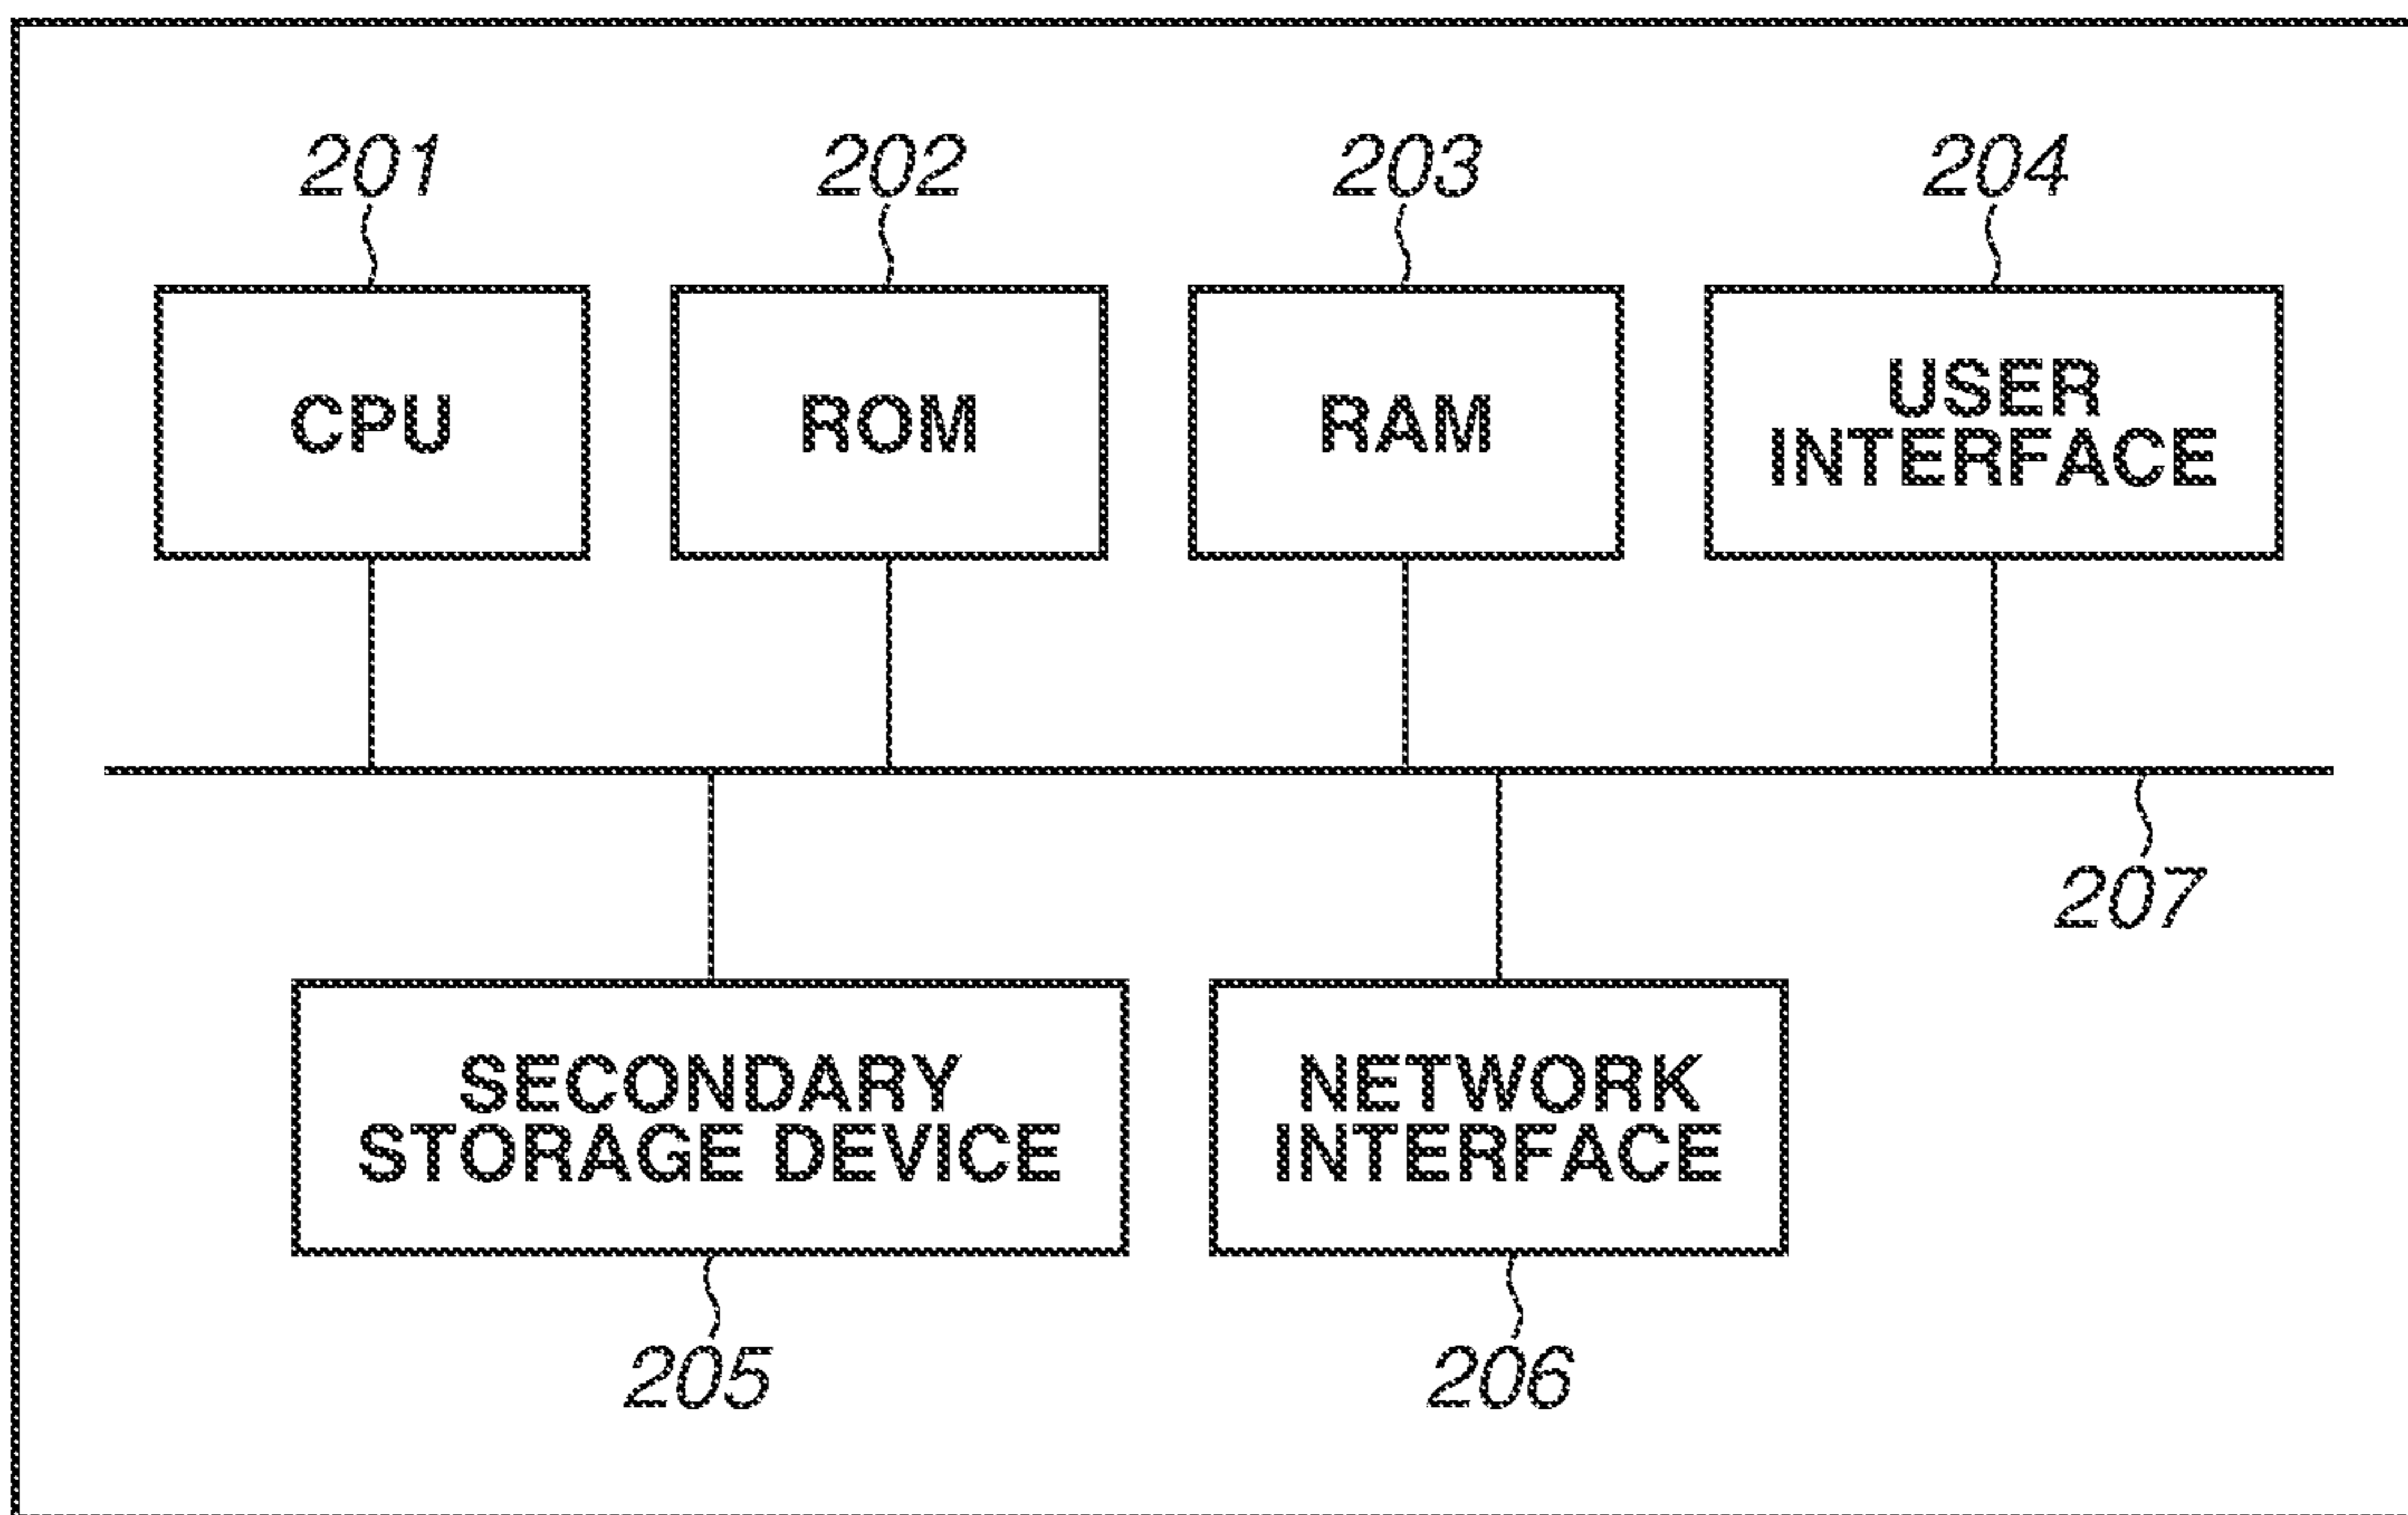 201
202
203
204
CPU
ROM
RAM
USER
INTERFACE
207
SECONDARY
STORAGE DEVICE
NETWORK
INTERFACE
205
206